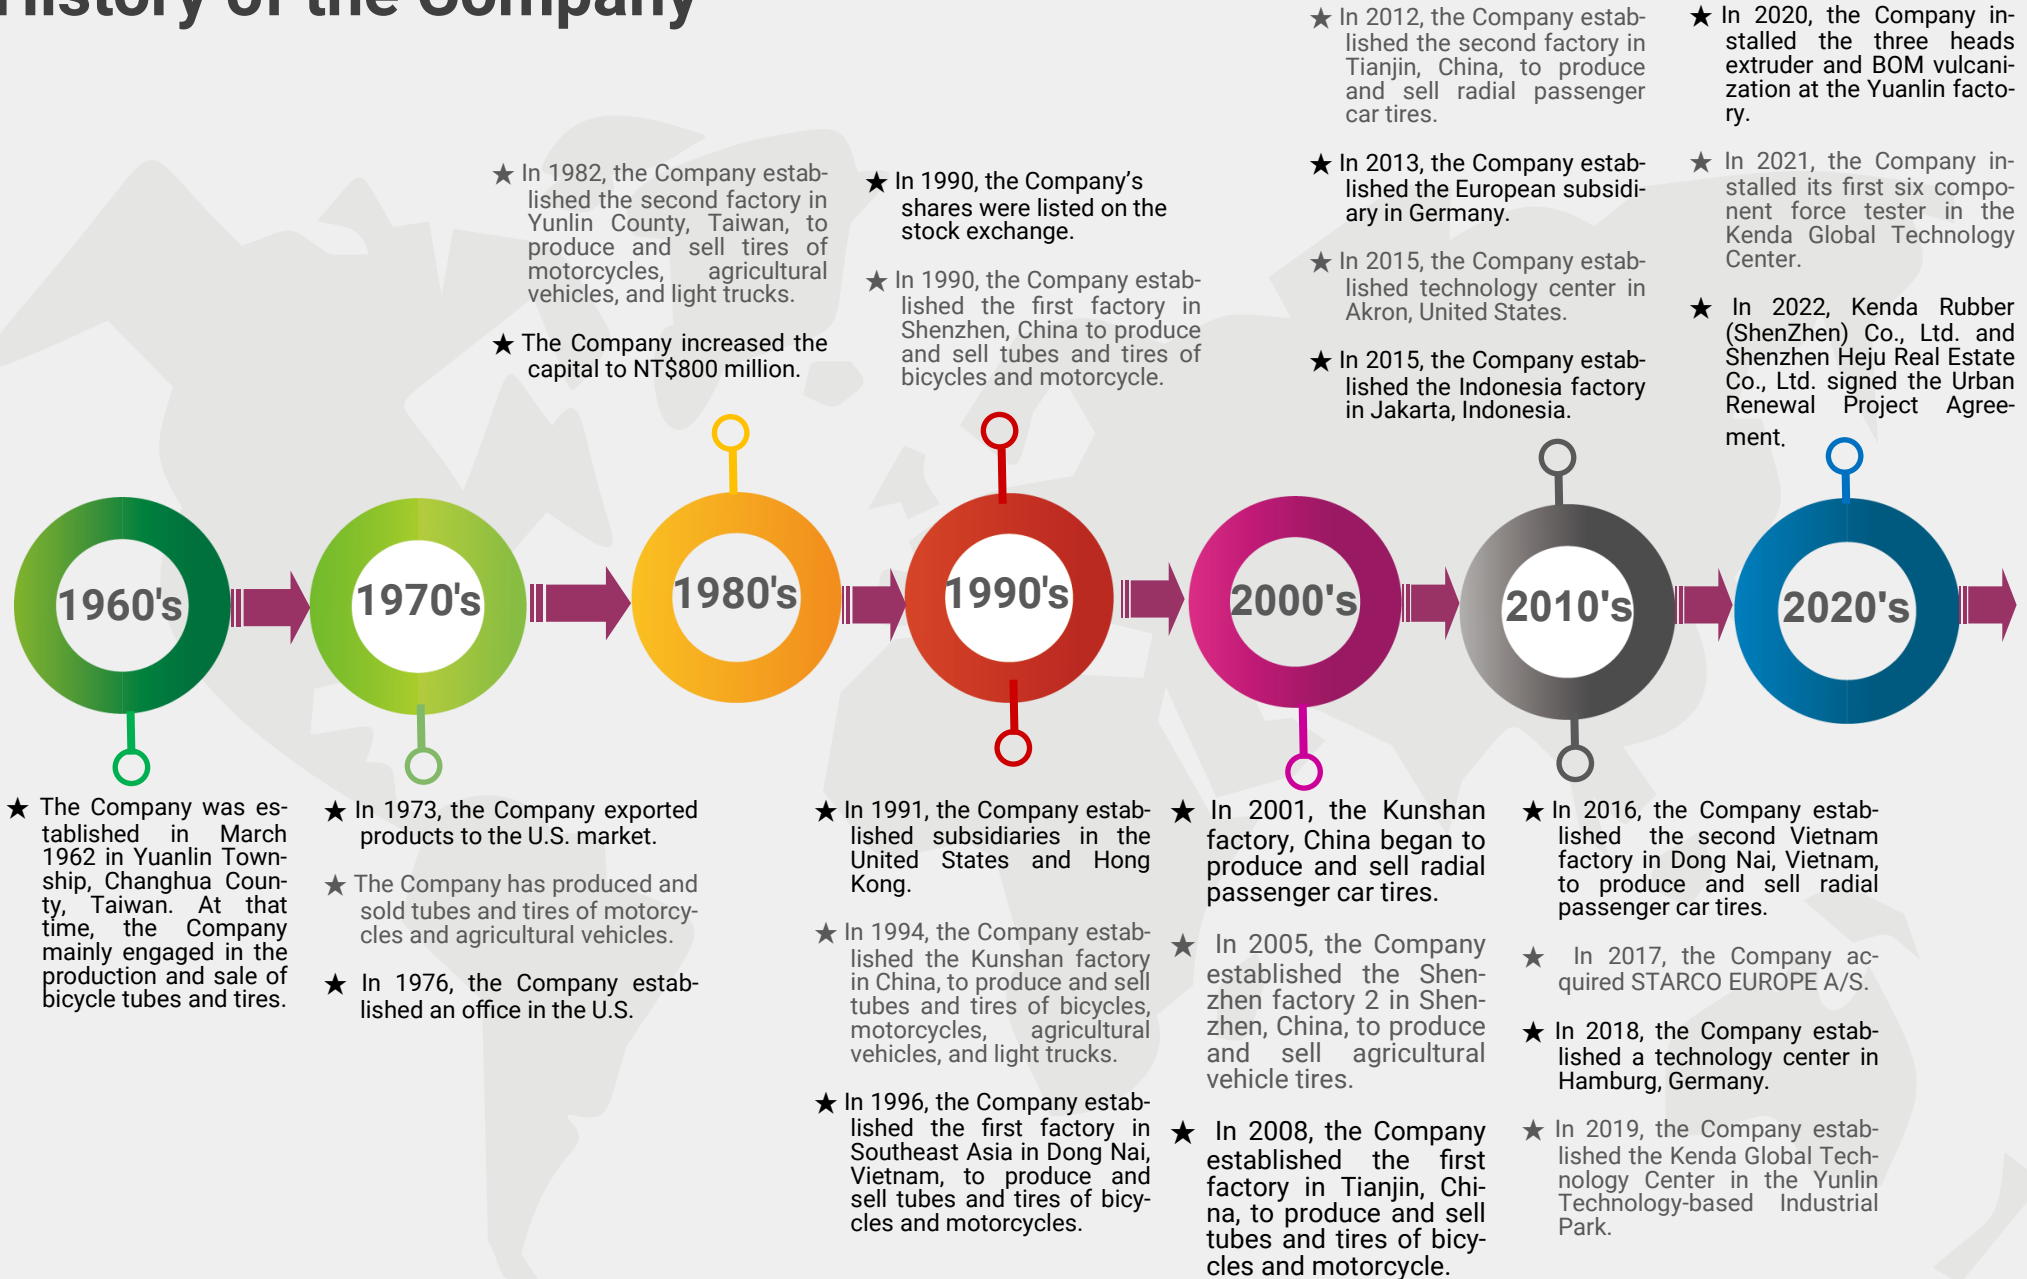 History of the Company
★ In 1982, the Company estab-
lished the second factory in
Yunlin County, Taiwan, to
produce and sell tires of
motorcycles, agricultural
vehicles, and light trucks.
★ The Company increased the
capital to NT$800 million.
★ In 1990, the Company’s
shares were listed on the
stock exchange.
★ In 1990, the Company estab-
lished the first factory in
Shenzhen, China to produce
and sell tubes and tires of
bicycles and motorcycle.
★ In 2012, the Company estab-
lished the second factory in
Tianjin, China, to produce
and sell radial passenger
car tires.
★ In 2013, the Company estab-
lished the European subsidi-
ary in Germany.
★ In 2015, the Company estab-
lished technology center in
Akron, United States.
★ In 2015, the Company estab-
lished the Indonesia factory
in Jakarta, Indonesia.
★ In 2020, the Company in-
stalled the three heads
extruder and BOM vulcani-
zation at the Yuanlin facto-
ry.
★ In 2021, the Company in-
stalled its first six compo-
nent force tester in the
Kenda Global Technology
Center.
★ In 2022, Kenda Rubber
(ShenZhen) Co., Ltd. and
Shenzhen Heju Real Estate
Co., Ltd. signed the Urban
Renewal Project Agree-
ment.
1960's
1970's
1980's
1990's
2000's
2010's
2020's
★ The Company was es-
tablished in March
1962 in Yuanlin Town-
ship, Changhua Coun-
ty, Taiwan. At that
time, the Company
mainly engaged in the
production and sale of
bicycle tubes and tires.
★ In 1973, the Company exported
products to the U.S. market.
★ The Company has produced and
sold tubes and tires of motorcy-
cles and agricultural vehicles.
★ In 1976, the Company estab-
lished an office in the U.S.
★ In 1991, the Company estab-
lished subsidiaries in the
United States and Hong
Kong.
★ In 1994, the Company estab-
lished the Kunshan factory
in China, to produce and sell
tubes and tires of bicycles,
motorcycles, agricultural
vehicles, and light trucks.
★ In 1996, the Company estab-
lished the first factory in
Southeast Asia in Dong Nai,
Vietnam, to produce and
sell tubes and tires of bicy-
cles and motorcycles.
★ In 2001, the Kunshan
factory, China began to
produce and sell radial
passenger car tires.
★ In 2005, the Company
established the Shen-
zhen factory 2 in Shen-
zhen, China, to produce
and sell agricultural
vehicle tires.
★ In 2008, the Company
established the first
factory in Tianjin, Chi-
na, to produce and sell
tubes and tires of bicy-
cles and motorcycle.
★ In 2016, the Company estab-
lished the second Vietnam
factory in Dong Nai, Vietnam,
to produce and sell radial
passenger car tires.
★ In 2017, the Company ac-
quired STARCO EUROPE A/S.
★ In 2018, the Company estab-
lished a technology center in
Hamburg, Germany.
★ In 2019, the Company estab-
lished the Kenda Global Tech-
nology Center in the Yunlin
Technology-based Industrial
Park.